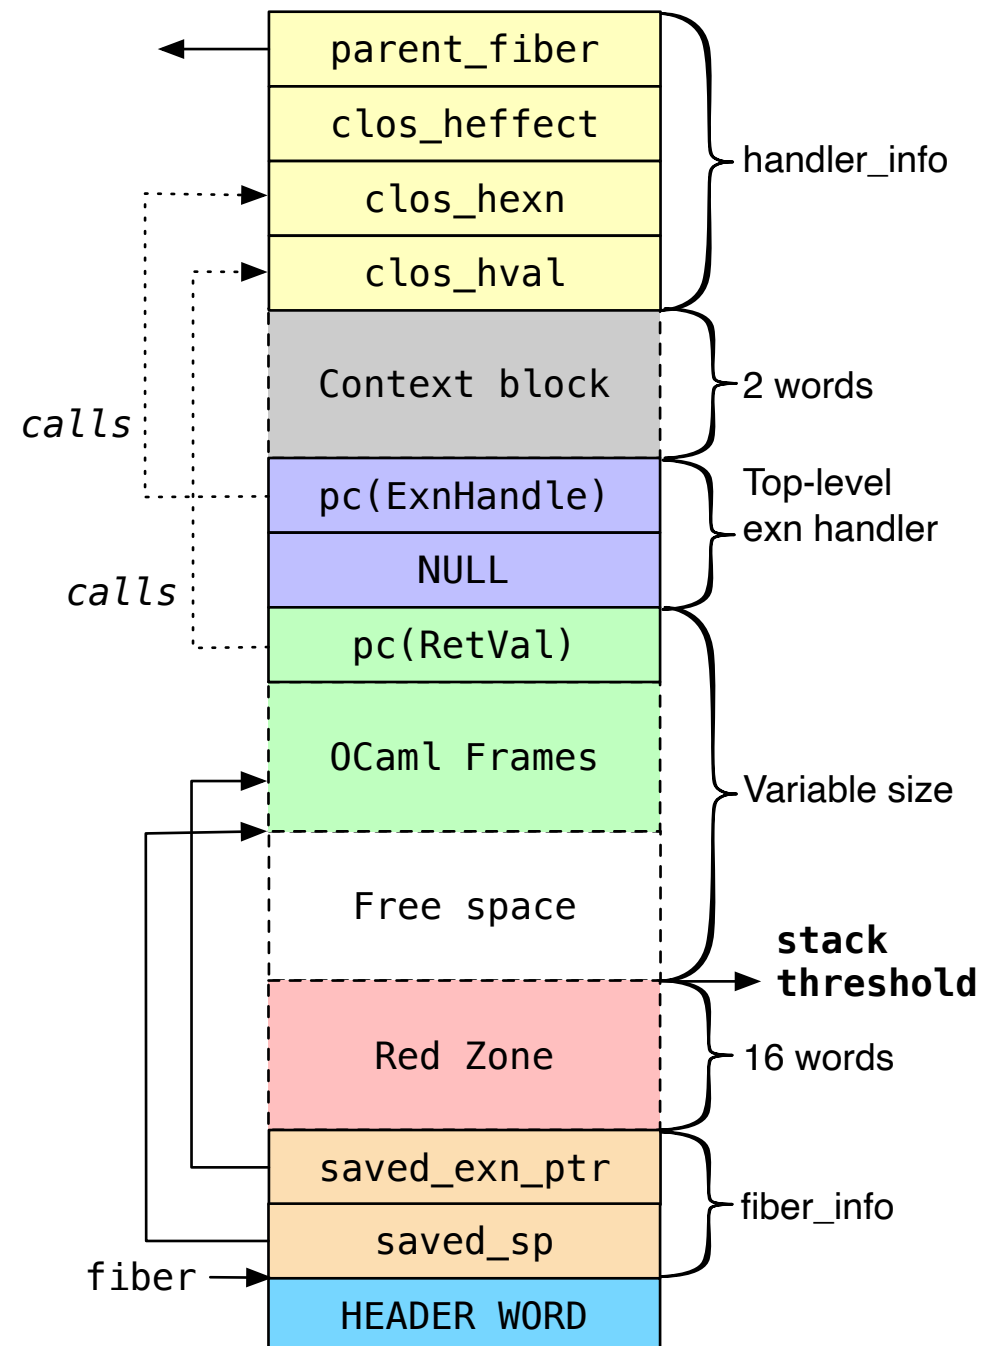 parent_fiber
clos_heffect
handler_info
clos_hexn
clos_hval
Context block
2 words
calls
pc(ExnHandle)
Top-level
exn handler
NULL
calls
pc(RetVal)
OCaml Frames
Variable size
Free space
stack
threshold
Red Zone
16 words
saved_exn_ptr
fiber_info
saved_sp
fiber
HEADER WORD